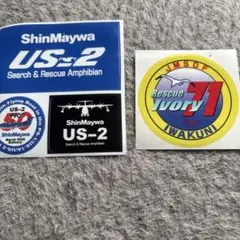 ShinMaywa
US-2
Search & Rescue Amphibian
US-2
50
ShinMaywa
US-2
Search & Rescue Amphibian
JMSDF
Rescue
Ivory 71
IWAKUNI